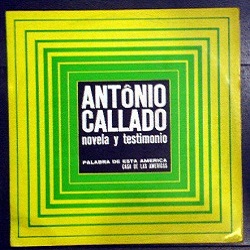 ANTÔNIO
CALLADO
novela y testimonio
PALABRA DE ESTA AMERICA
CASA DE LAS AMERICAS